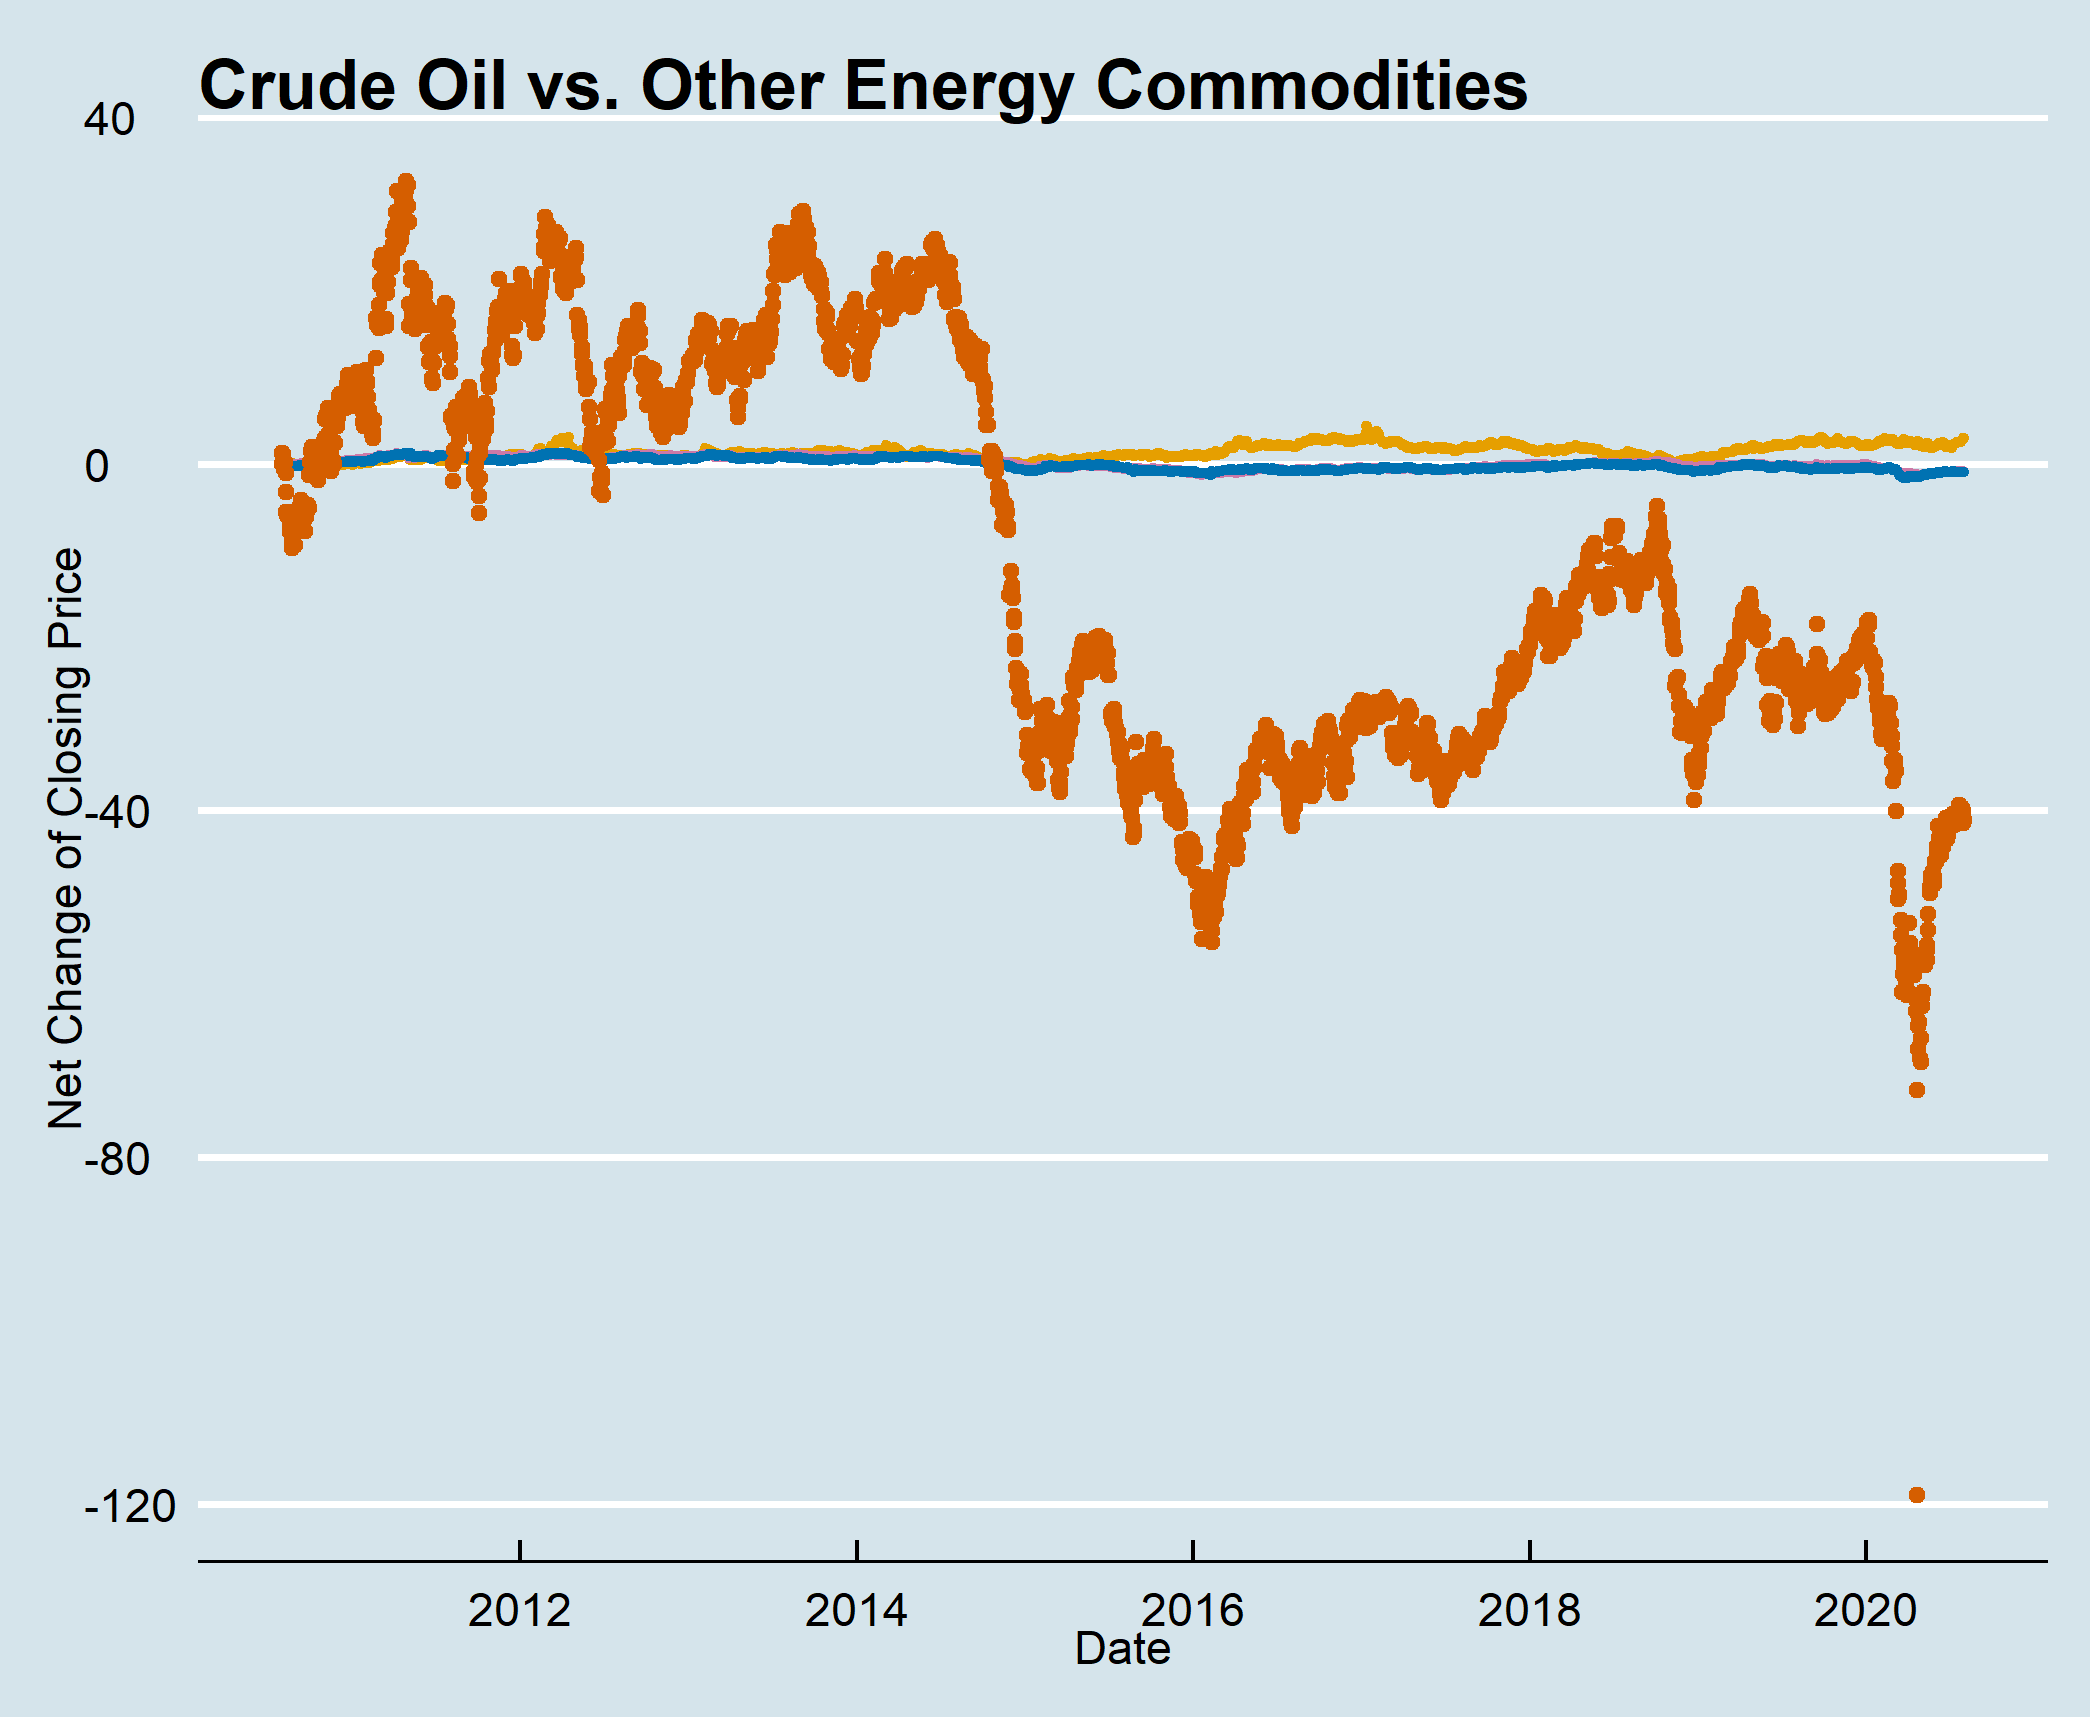 Crude Oil vs. Other Energy Commodities
40
0
-40
-80
-120
Net Change of Closing Price
2012 2014 2016 2018 2020
Date